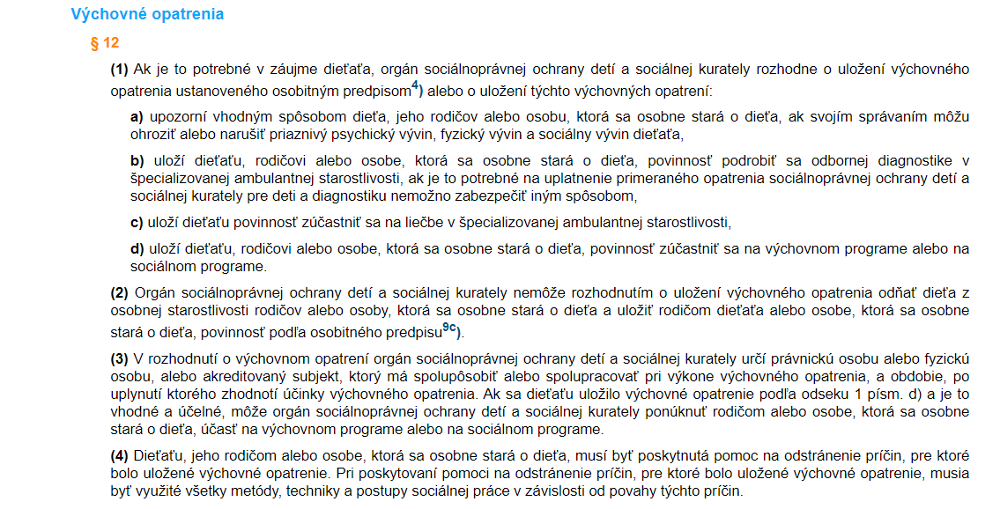 Výchovné opatrenia
§ 12
(1) Ak je to potrebné v záujme dieťaťa, orgán sociálnoprávnej ochrany detí a sociálnej kurately rozhodne o uložení výchovného
opatrenia ustanoveného osobitným predpisom4) alebo o uložení týchto výchovných opatrení:
a) upozorní vhodným spôsobom dieťa, jeho rodičov alebo osobu, ktorá sa osobne stará o dieťa, ak svojím správaním môžu
ohroziť alebo narušiť priaznivý psychický vývin, fyzický vývin a sociálny vývin dieťaťa,
b) uloží dieťaťu, rodičovi alebo osobe, ktorá sa osobne stará o dieťa, povinnosť podrobiť sa odbornej diagnostike v
špecializovanej ambulantnej starostlivosti, ak je to potrebné na uplatnenie primeraného opatrenia sociálnoprávnej ochrany detí a
sociálnej kurately pre deti a diagnostiku nemožno zabezpečiť iným spôsobom,
c) uloží dieťaťu povinnosť zúčastniť sa na liečbe v špecializovanej ambulantnej starostlivosti,
d) uloží dieťaťu, rodičovi alebo osobe, ktorá sa osobne stará o dieťa, povinnosť zúčastniť sa na výchovnom programe alebo na
sociálnom programe.
(2) Orgán sociálnoprávnej ochrany detí a sociálnej kurately nemôže rozhodnutím o uložení výchovného opatrenia odňať dieťa z
osobnej starostlivosti rodičov alebo osoby, ktorá sa osobne stará o dieťa a uložiť rodičom dieťaťa alebo osobe, ktorá sa osobne
stará o dieťa, povinnosť podľa osobitného predpisu9c).
(3) V rozhodnutí o výchovnom opatrení orgán sociálnoprávnej ochrany detí a sociálnej kurately určí právnickú osobu alebo fyzickú
osobu, alebo akreditovaný subjekt, ktorý má spolupôsobiť alebo spolupracovať pri výkone výchovného opatrenia, a obdobie, po
uplynutí ktorého zhodnotí účinky výchovného opatrenia. Ak sa dieťaťu uložilo výchovné opatrenie podľa odseku 1 písm. d) a je to
vhodné a účelné, môže orgán sociálnoprávnej ochrany detí a sociálnej kurately ponúknuť rodičom alebo osobe, ktorá sa osobne
stará o dieťa, účasť na výchovnom programe alebo na sociálnom programe.
(4) Dieťaťu, jeho rodičom alebo osobe, ktorá sa osobne stará o dieťa, musí byť poskytnutá pomoc na odstránenie príčin, pre ktoré
bolo uložené výchovné opatrenie. Pri poskytovaní pomoci na odstránenie príčin, pre ktoré bolo uložené výchovné opatrenie, musia
byť využité všetky metódy, techniky a postupy sociálnej práce v závislosti od povahy týchto príčin.